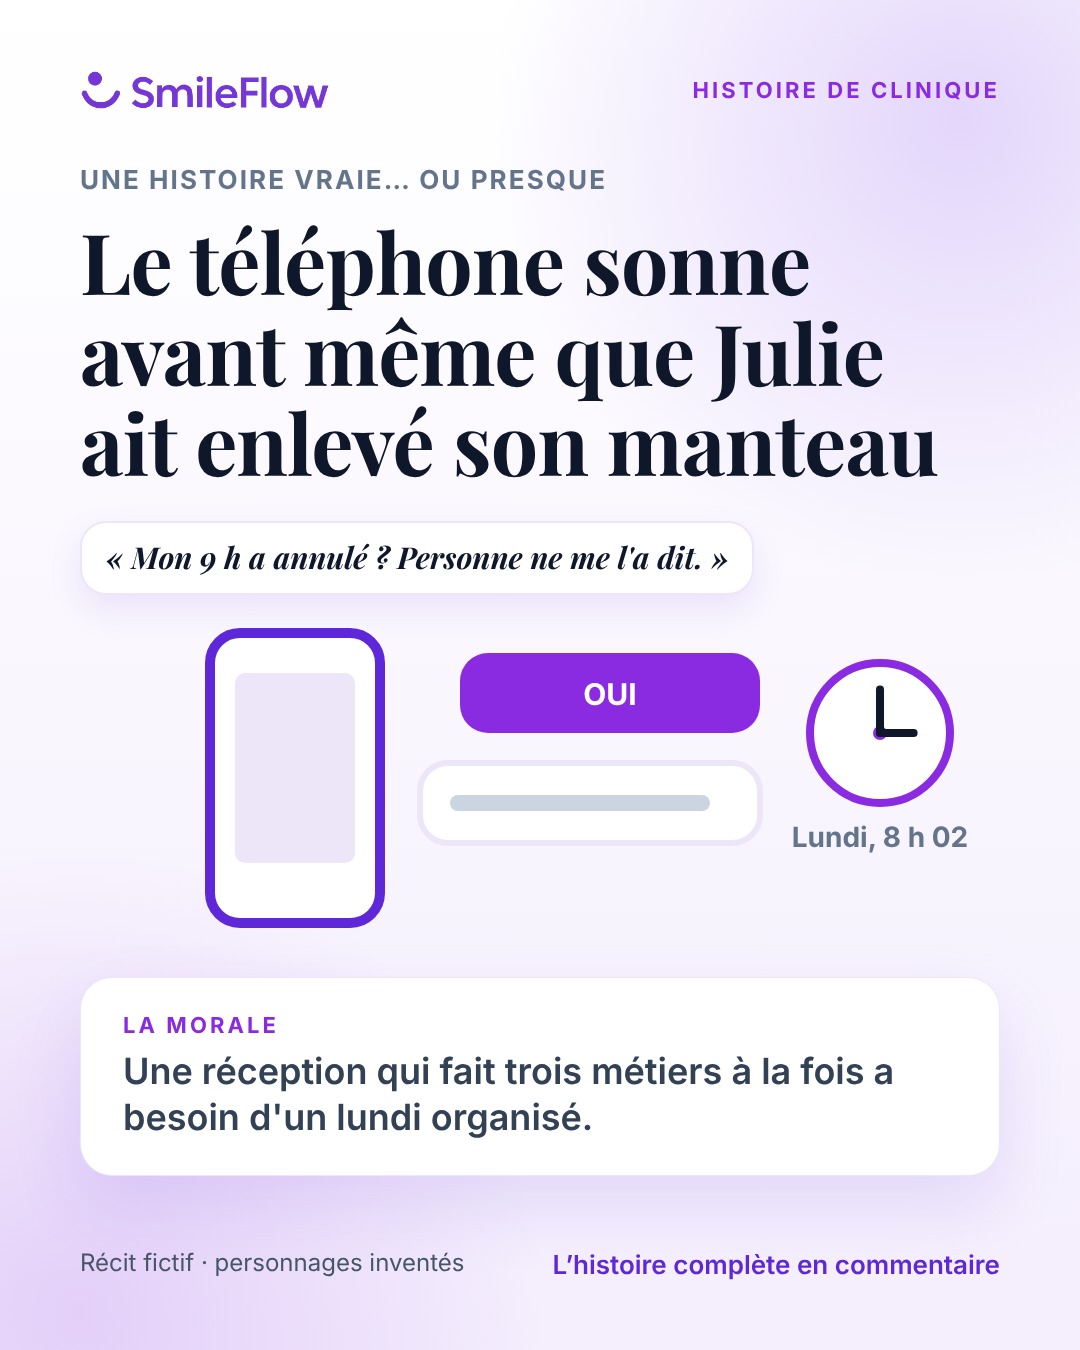 SmileFlow
HISTOIRE DE CLINIQUE
UNE HISTOIRE VRAIE... OU PRESQUE
Le téléphone sonne
avant même que Julie
ait enlevé son manteau
« Mon 9 h a annulé ? Personne ne me l'a dit. »
OUI
Lundi, 8 h 02
LA MORALE
Une réception qui fait trois métiers à la fois a
besoin d'un lundi organisé.
Récit fictif · personnages inventés
L’histoire complète en commentaire